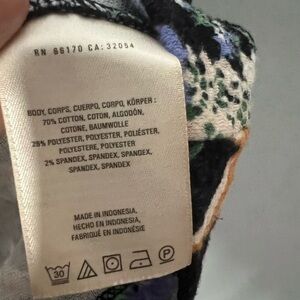 RN 66170 CA: 32054
BODY, CORPS, CUERPO, CORPO, KÖRPER :
70% COTTON, COTON, ALGODÓN,
COTONE, BAUMWOLLE
28% POLYESTER, POLYESTER, POLIÉSTER,
POLIESTERE, POLYESTER
2% SPANDEX, SPANDEX, SPANDEX,
SPANDEX, SPANDEX
MADE IN INDONESIA,
HECHO EN INDONESIA,
FABRIQUÉ EN INDONÉSIE
30 P